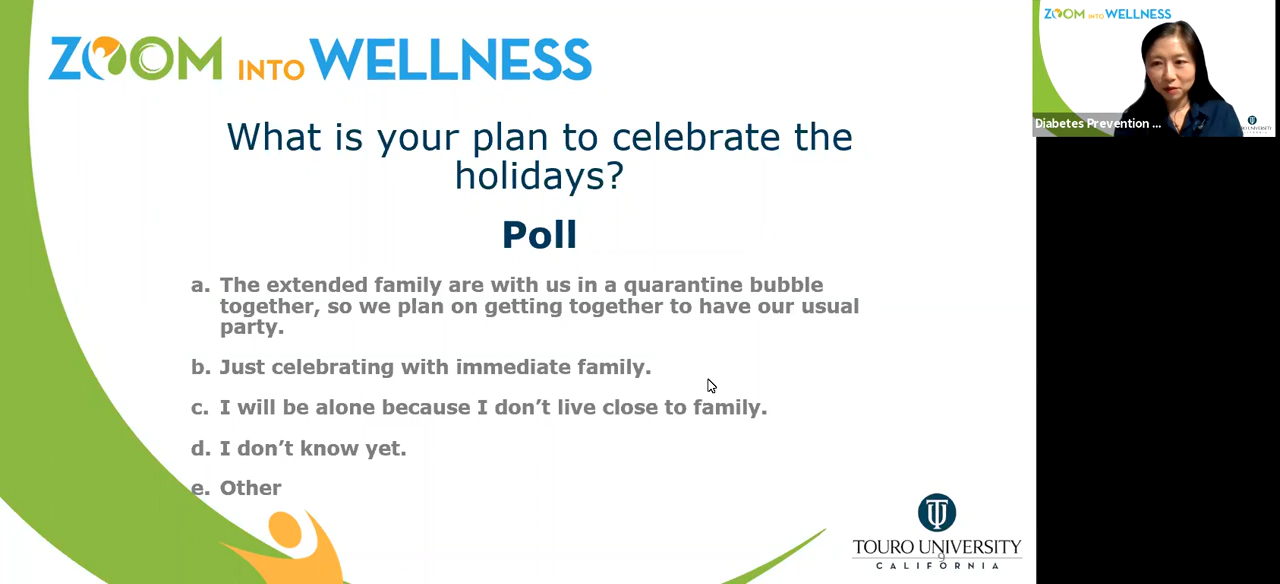 ZOOM INTO WELLNESS
What is your plan to celebrate the
holidays?
Poll
a. The extended family are with us in a quarantine bubble
together, so we plan on getting together to have our usual
party.
b. Just celebrating with immediate family.
c. I will be alone because I don’t live close to family.
d. I don’t know yet.
e. Other
TOURO UNIVERSITY
CALIFORNIA
9
ZOOM INTO WELLNESS
Diabetes Prevention ...
UNIVERSITY